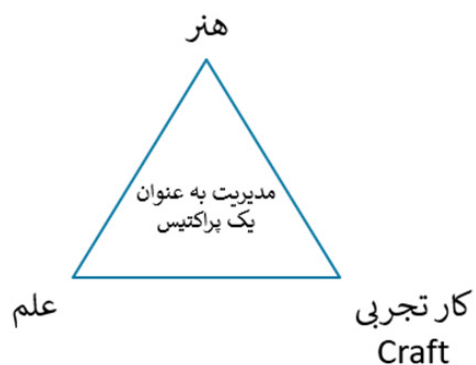 هنر
مدیریت به عنوان
یک پراکتیس
کار تجربی
Craft
علم